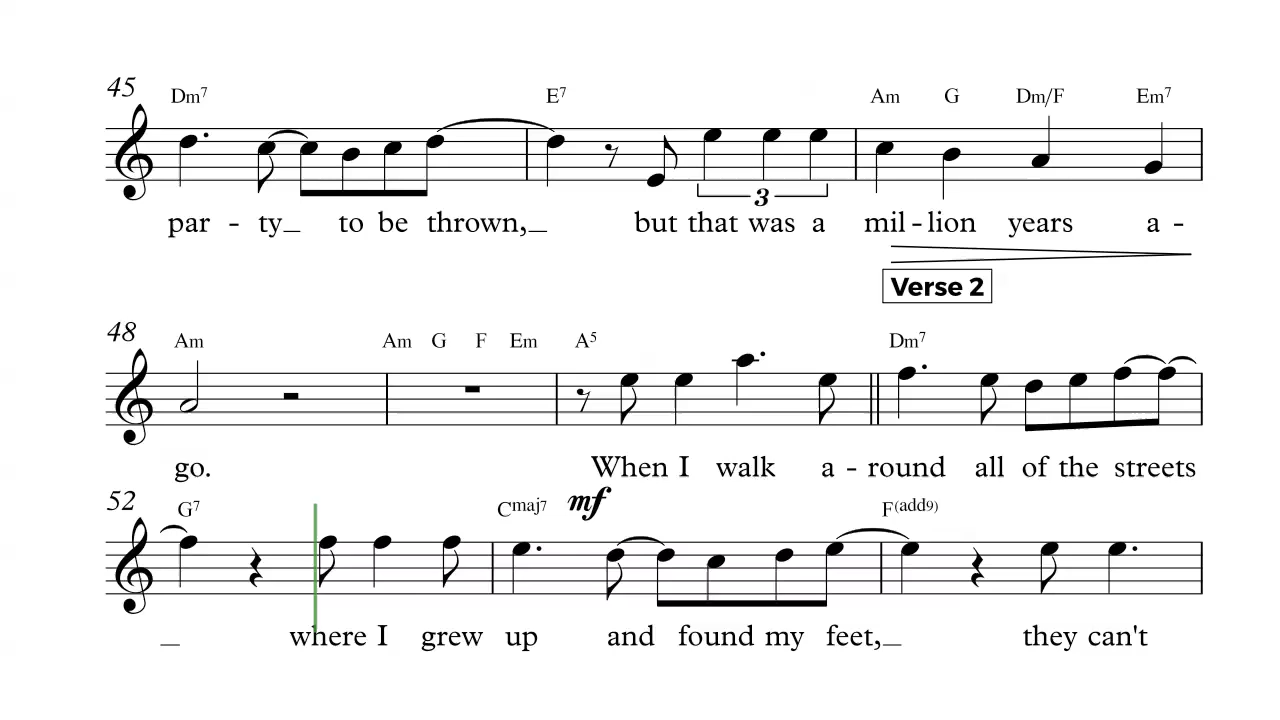 45
Dm7 E7 Am G Dm/F Em7
3
par - ty_ to be thrown,_ but that was a mil - lion years a -
Verse 2
48
Am Am G F Em A5 Dm7
go. When I walk a - round all of the streets
52 G7 Cmaj7 mf F(add9)
_ where I grew up and found my feet,_ they can't